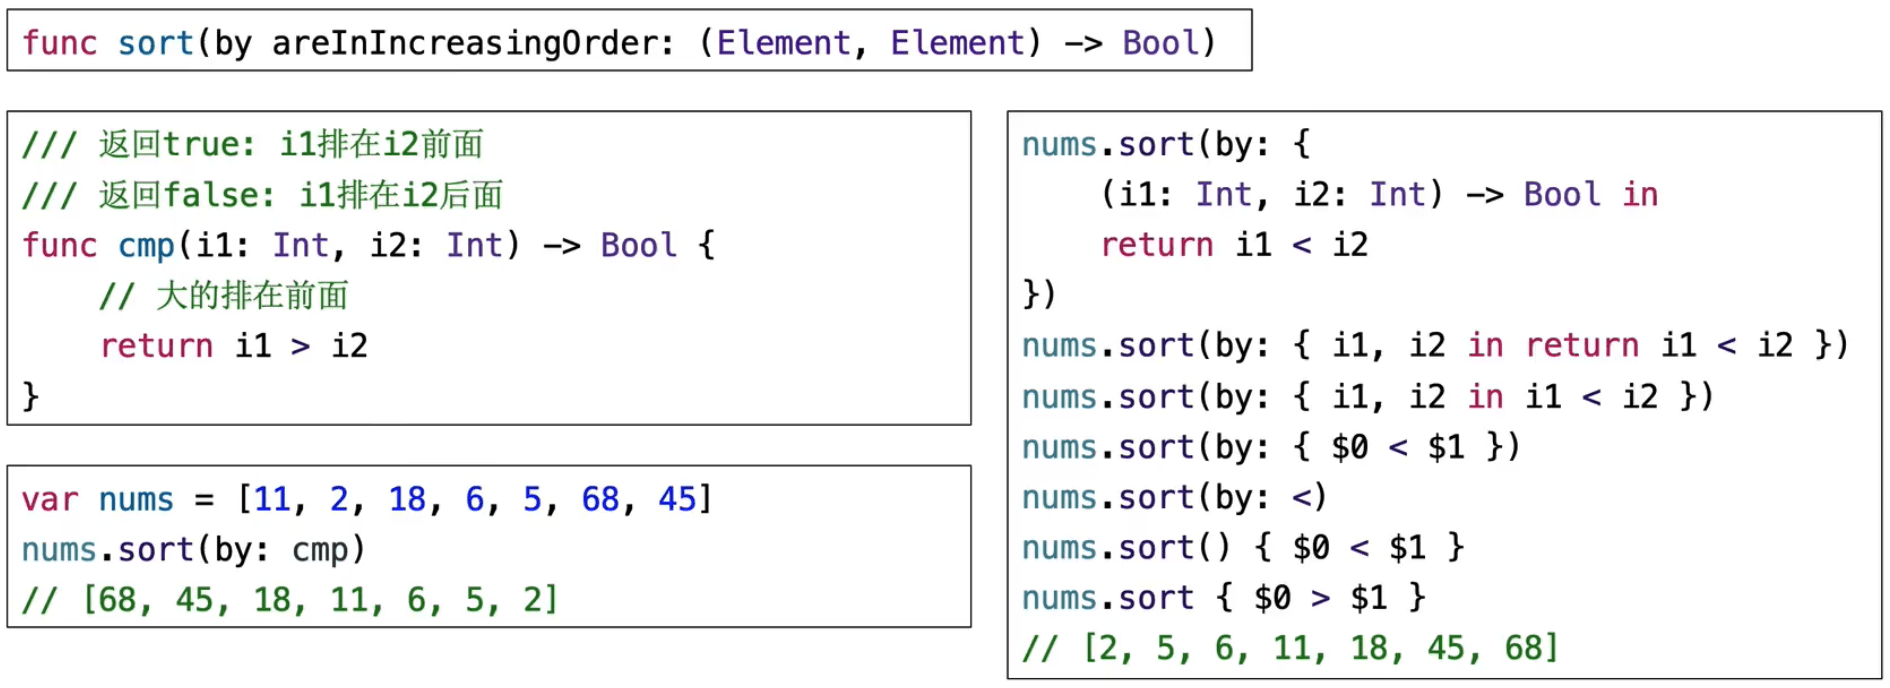 func sort(by areInIncreasingOrder: (Element, Element) -> Bool)
/// 返回true: i1排在i2前面
/// 返回false: i1排在i2后面
func cmp(i1: Int, i2: Int) -> Bool {
    // 大的排在前面
    return i1 > i2
}
var nums = [11, 2, 18, 6, 5, 68, 45]
nums.sort(by: cmp)
// [68, 45, 18, 11, 6, 5, 2]
nums.sort(by: {
    (i1: Int, i2: Int) -> Bool in
    return i1 < i2
})
nums.sort(by: { i1, i2 in return i1 < i2 })
nums.sort(by: { i1, i2 in i1 < i2 })
nums.sort(by: { $0 < $1 })
nums.sort(by: <)
nums.sort() { $0 < $1 }
nums.sort { $0 > $1 }
// [2, 5, 6, 11, 18, 45, 68]